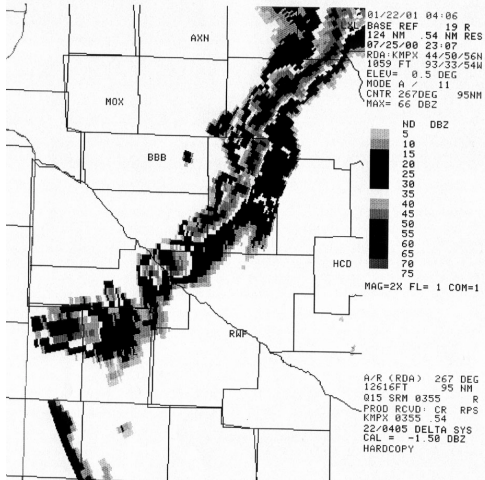 01/22/01 04:06
BASE REF 19 R
124 NM .54 NM RES
07/25/00 23:07
RDA:KMPX 44/50/56N
1059 FT 93/33/54W
ELEV= 0.5 DEG
MODE A / 11
CNTR 267DEG 95NM
MAX= 66 DBZ
ND DBZ
5
10
15
20
25
30
35
40
45
50
55
60
65
70
75
MAG=2X FL= 1 COM=1
AXN
MOX
BBB
HCD
RWF
A/R (RDA) 267 DEG
12616FT 95 NM
Q15 SRM 0355 R
PROD RCVD: CR RPS
KMPX 0355 .54
22/0405 DELTA SYS
CAL = -1.50 DBZ
HARDCOPY